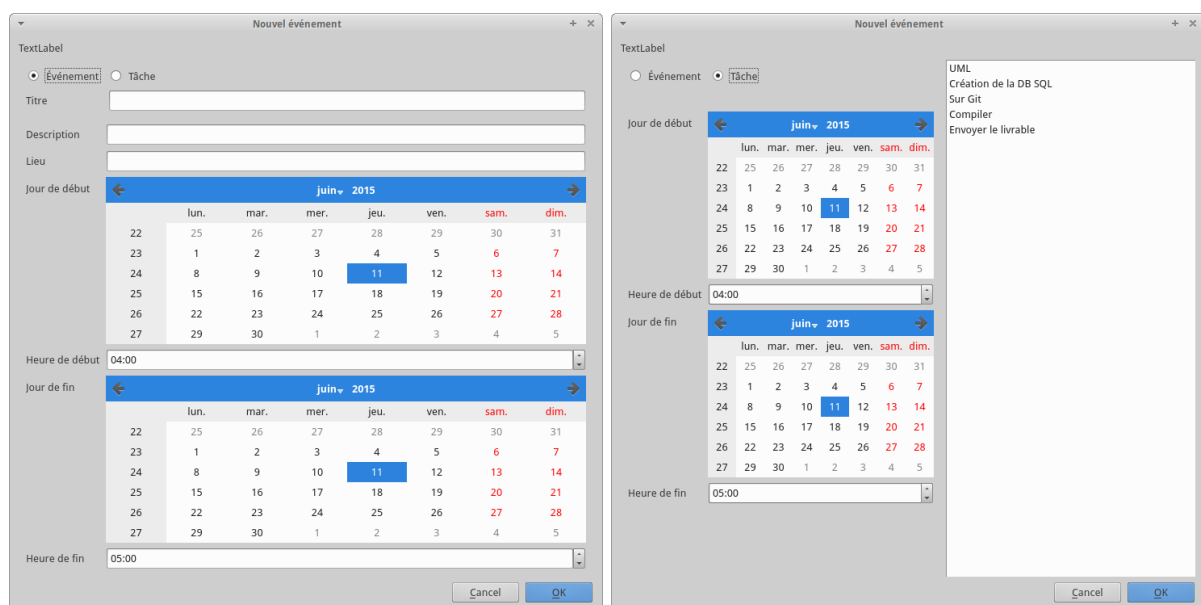 Nouvel événement
TextLabel
Événement Tâche
Titre
Description
Lieu
Jour de début
juin 2015
lun. mar. mer. jeu. ven. sam. dim.
22 25 26 27 28 29 30 31
23 1 2 3 4 5 6 7
24 8 9 10 11 12 13 14
25 15 16 17 18 19 20 21
26 22 23 24 25 26 27 28
27 29 30 1 2 3 4 5
Heure de début 04:00
Jour de fin
juin 2015
lun. mar. mer. jeu. ven. sam. dim.
22 25 26 27 28 29 30 31
23 1 2 3 4 5 6 7
24 8 9 10 11 12 13 14
25 15 16 17 18 19 20 21
26 22 23 24 25 26 27 28
27 29 30 1 2 3 4 5
Heure de fin 05:00
Cancel OK
Nouvel événement
TextLabel
Événement Tâche
Jour de début
juin 2015
lun. mar. mer. jeu. ven. sam. dim.
22 25 26 27 28 29 30 31
23 1 2 3 4 5 6 7
24 8 9 10 11 12 13 14
25 15 16 17 18 19 20 21
26 22 23 24 25 26 27 28
27 29 30 1 2 3 4 5
Heure de début 04:00
Jour de fin
juin 2015
lun. mar. mer. jeu. ven. sam. dim.
22 25 26 27 28 29 30 31
23 1 2 3 4 5 6 7
24 8 9 10 11 12 13 14
25 15 16 17 18 19 20 21
26 22 23 24 25 26 27 28
27 29 30 1 2 3 4 5
Heure de fin 05:00
UML
Création de la DB SQL
Sur Git
Compiler
Envoyer le livrable
Cancel OK